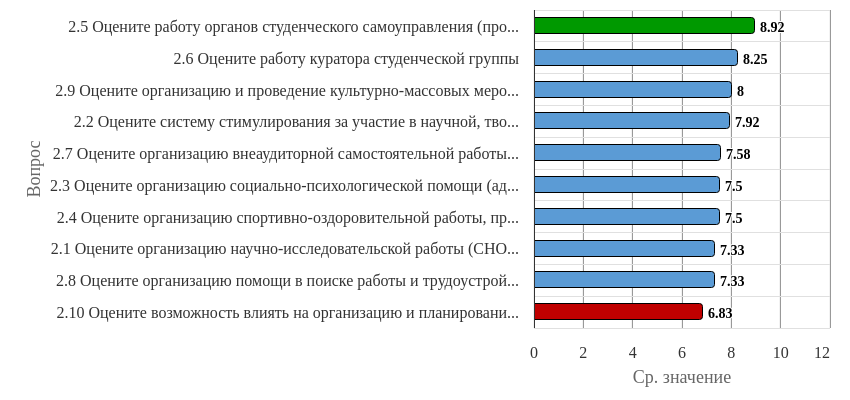 2.5 Оцените работу органов студенческого самоуправления (про... 8.92
2.6 Оцените работу куратора студенческой группы 8.25
2.9 Оцените организацию и проведение культурно-массовых меро... 8
2.2 Оцените систему стимулирования за участие в научной, тво... 7.92
2.7 Оцените организацию внеаудиторной самостоятельной работы... 7.58
2.3 Оцените организацию социально-психологической помощи (ад... 7.5
2.4 Оцените организацию спортивно-оздоровительной работы, пр... 7.5
2.1 Оцените организацию научно-исследовательской работы (СНО... 7.33
2.8 Оцените организацию помощи в поиске работы и трудоустрой... 7.33
2.10 Оцените возможность влиять на организацию и планировани... 6.83
Вопрос
0 2 4 6 8 10 12
Ср. значение